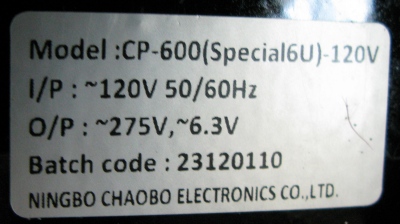 Model :CP-600(Special6U)-120V
I/P : ~120V 50/60Hz
O/P : ~275V,~6.3V
Batch code : 23120110
NINGBO CHAOBO ELECTRONICS CO.,LTD.